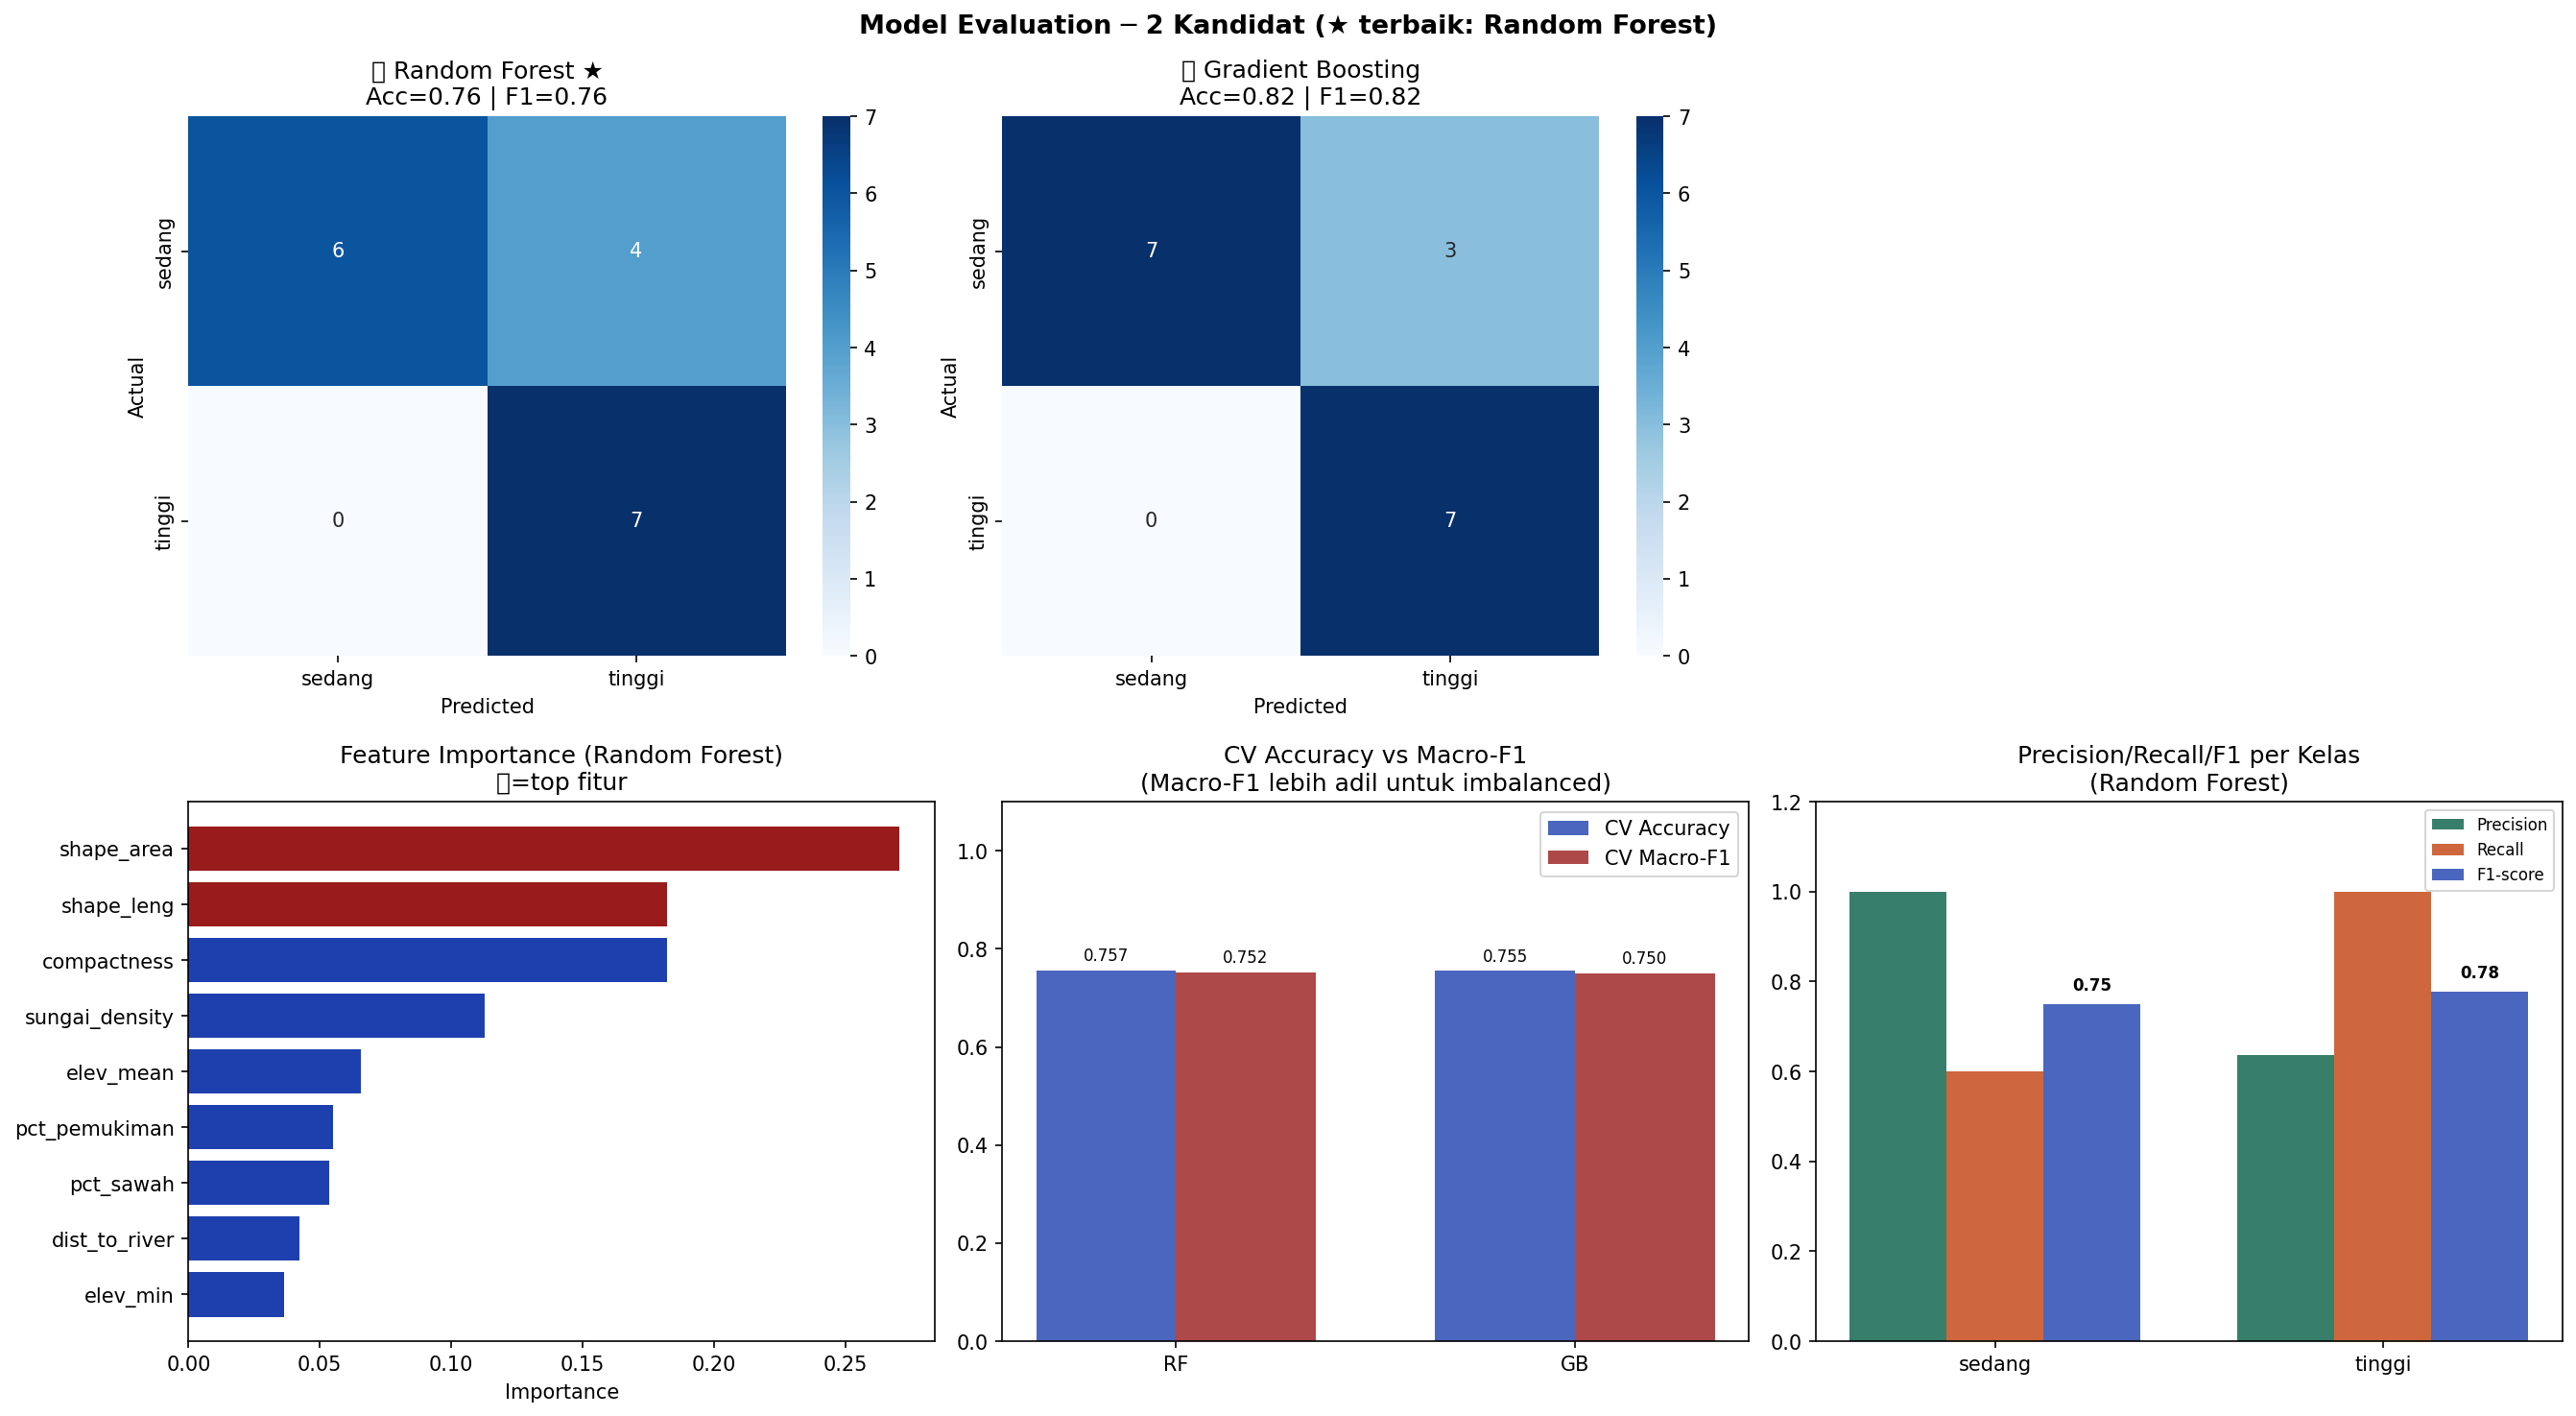 Model Evaluation — 2 Kandidat (★ terbaik: Random Forest)
Random Forest ★
Acc=0.76 | F1=0.76
7
6
5
4
3
2
1
0
Actual
sedang
tinggi
6
4
0
7
sedang
tinggi
Predicted
Gradient Boosting
Acc=0.82 | F1=0.82
7
6
5
4
3
2
1
0
Actual
sedang
tinggi
7
3
0
7
sedang
tinggi
Predicted
Feature Importance (Random Forest)
=top fitur
shape_area
shape_leng
compactness
sungai_density
elev_mean
pct_pemukiman
pct_sawah
dist_to_river
elev_min
0.00
0.05
0.10
0.15
0.20
0.25
Importance
CV Accuracy vs Macro-F1
(Macro-F1 lebih adil untuk imbalanced)
CV Accuracy
CV Macro-F1
1.0
0.8
0.6
0.4
0.2
0.0
0.757
0.752
0.755
0.750
RF
GB
Precision/Recall/F1 per Kelas
(Random Forest)
Precision
Recall
F1-score
1.2
1.0
0.8
0.6
0.4
0.2
0.0
0.75
0.78
sedang
tinggi